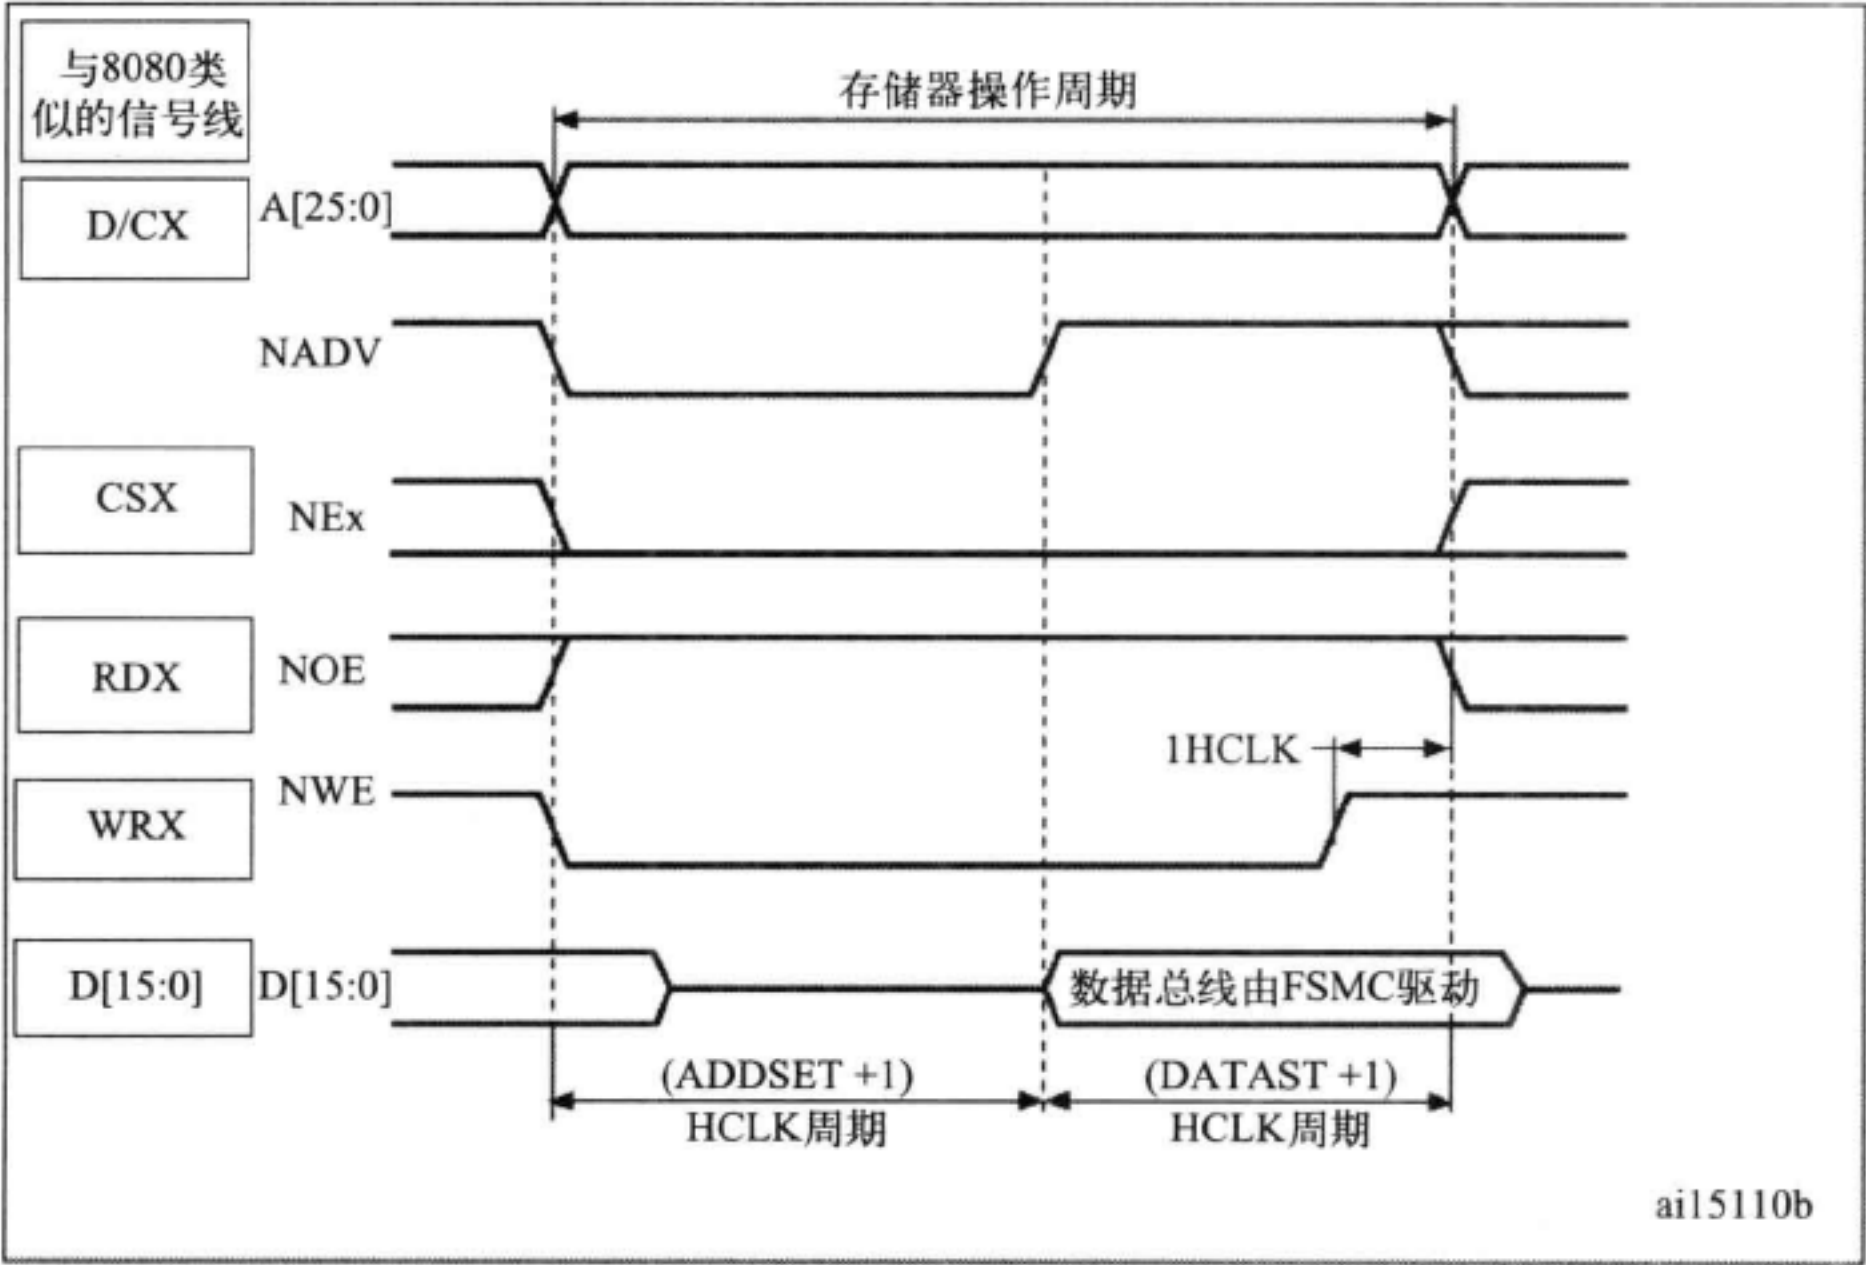 与8080类
似的信号线
存储器操作周期
D/CX
A[25:0]
NADV
CSX
NEx
RDX
NOE
1HCLK
NWE
WRX
D[15:0]
D[15:0]
数据总线由FSMC驱动
(ADDSET +1)
HCLK周期
(DATAST +1)
HCLK周期
ai15110b